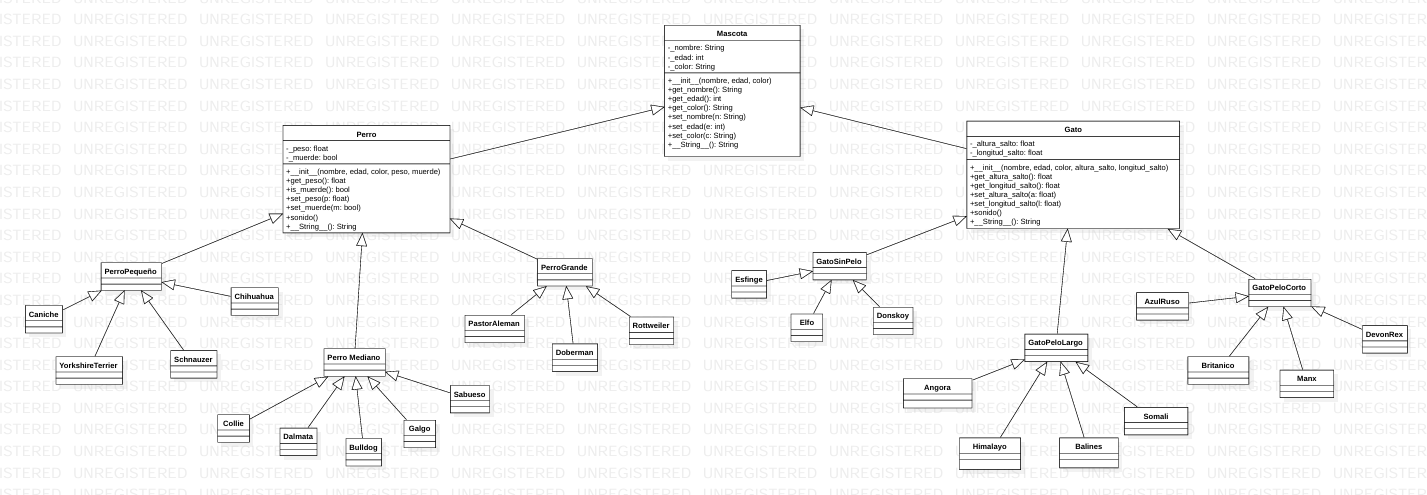 Mascota
-_nombre: String
-_edad: int
-_color: String
+__init__(nombre, edad, color)
+get_nombre(): String
+get_edad(): int
+get_color(): String
+set_nombre(n: String)
+set_edad(e: int)
+set_color(c: String)
+__String__(): String
Perro
-_peso: float
-_muerde: bool
+__init__(nombre, edad, color, peso, muerde)
+get_peso(): float
+is_muerde(): bool
+set_peso(p: float)
+set_muerde(m: bool)
+sonido()
+__String__(): String
Gato
-_altura_salto: float
-_longitud_salto: float
+__init__(nombre, edad, color, altura_salto, longitud_salto)
+get_altura_salto(): float
+get_longitud_salto(): float
+set_altura_salto(a: float)
+set_longitud_salto(l: float)
+sonido()
+__String__(): String
PerroPequeño
Caniche
YorkshireTerrier
Schnauzer
Chihuahua
Perro Mediano
Collie
Dalmata
Bulldog
Galgo
Sabueso
PerroGrande
PastorAleman
Doberman
Rottweiler
GatoSinPelo
Esfinge
Elfo
Donskoy
GatoPeloLargo
Angora
Himalayo
Balines
Somali
GatoPeloCorto
AzulRuso
Britanico
Manx
DevonRex
UNREGISTERED